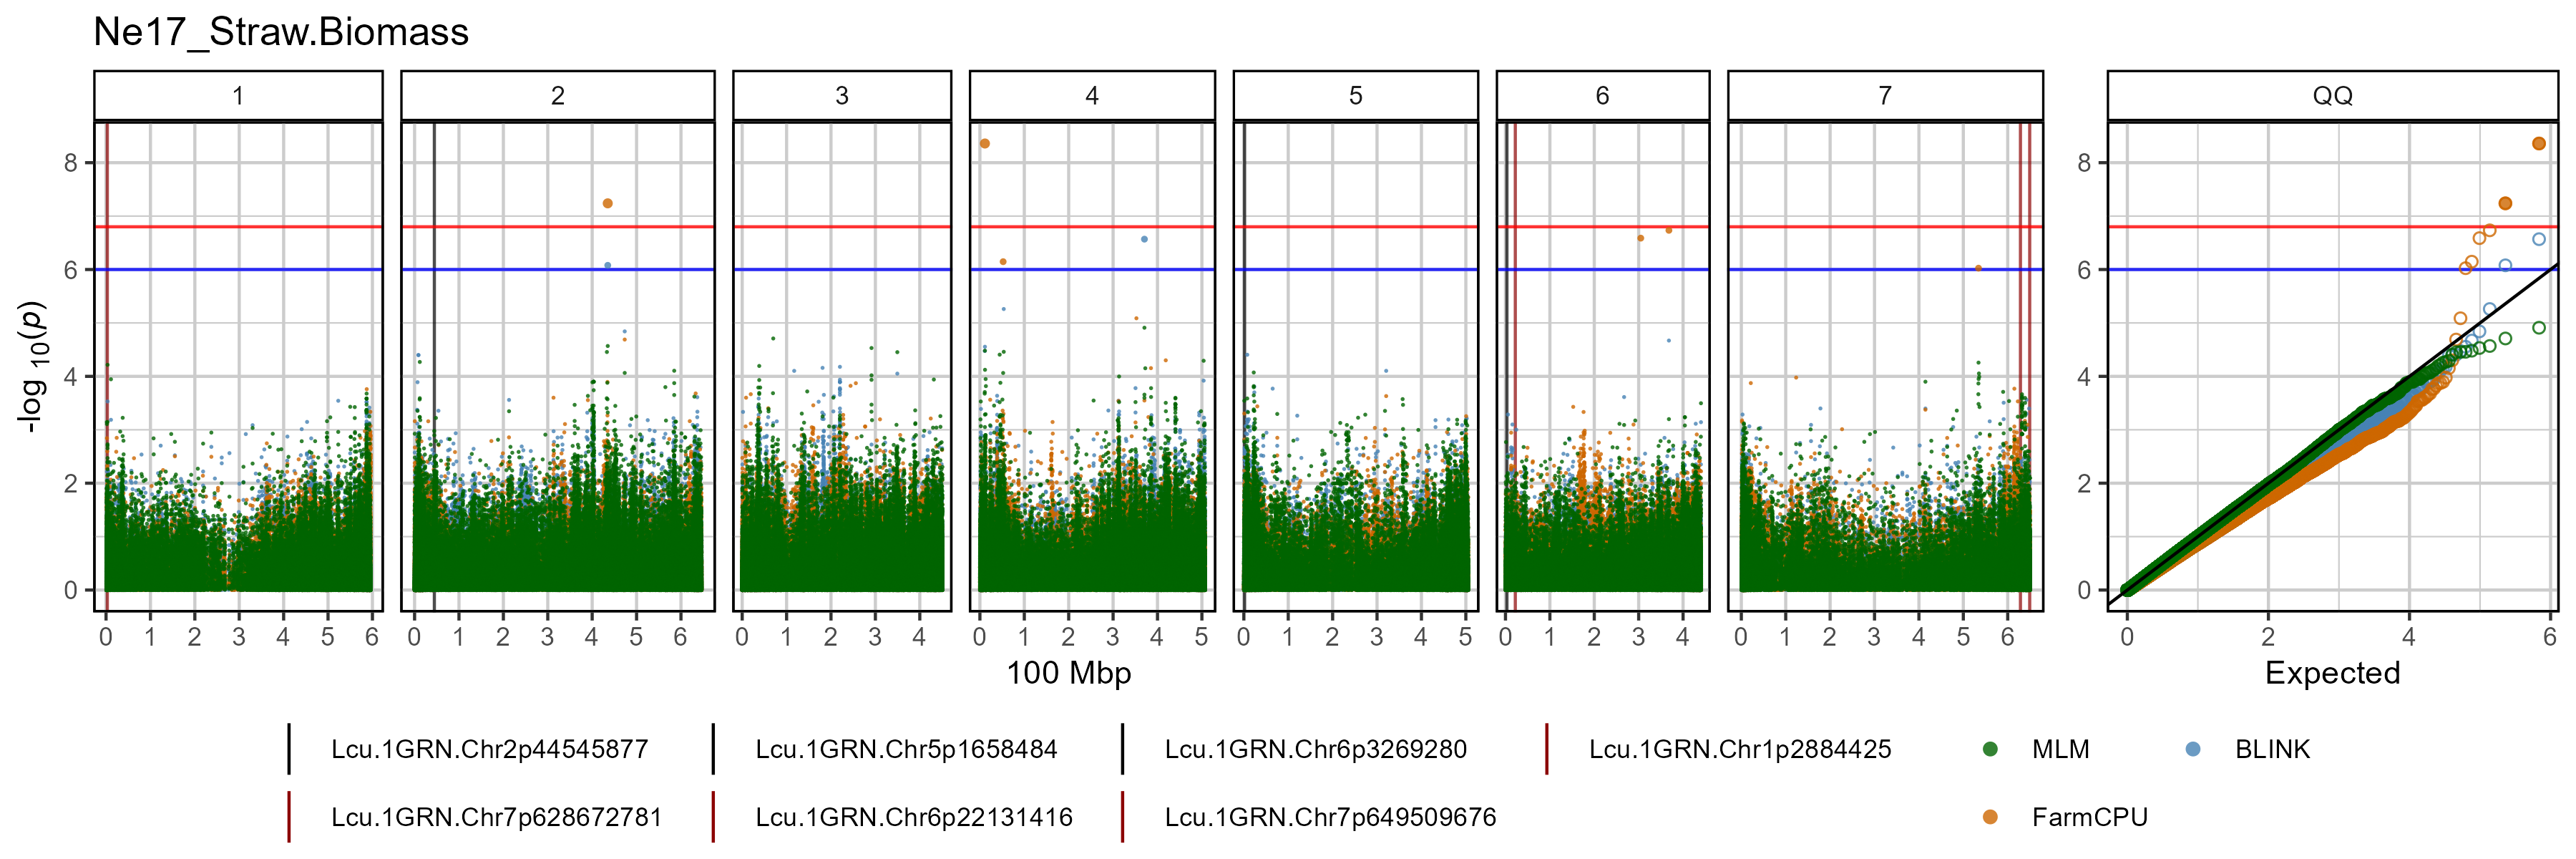 Ne17_Straw.Biomass
1 2 3 4 5 6 7 QQ
8 8
6 6
4 4
2 2
0 0
-log 10(p)
0 1 2 3 4 5 6 0 1 2 3 4 5 6 0 1 2 3 4 0 1 2 3 4 5 0 1 2 3 4 5 0 1 2 3 4 0 1 2 3 4 5 6 0 2 4 6
100 Mbp Expected
Lcu.1GRN.Chr2p44545877 Lcu.1GRN.Chr5p1658484 Lcu.1GRN.Chr6p3269280 Lcu.1GRN.Chr1p2884425 MLM BLINK
Lcu.1GRN.Chr7p628672781 Lcu.1GRN.Chr6p22131416 Lcu.1GRN.Chr7p649509676 FarmCPU